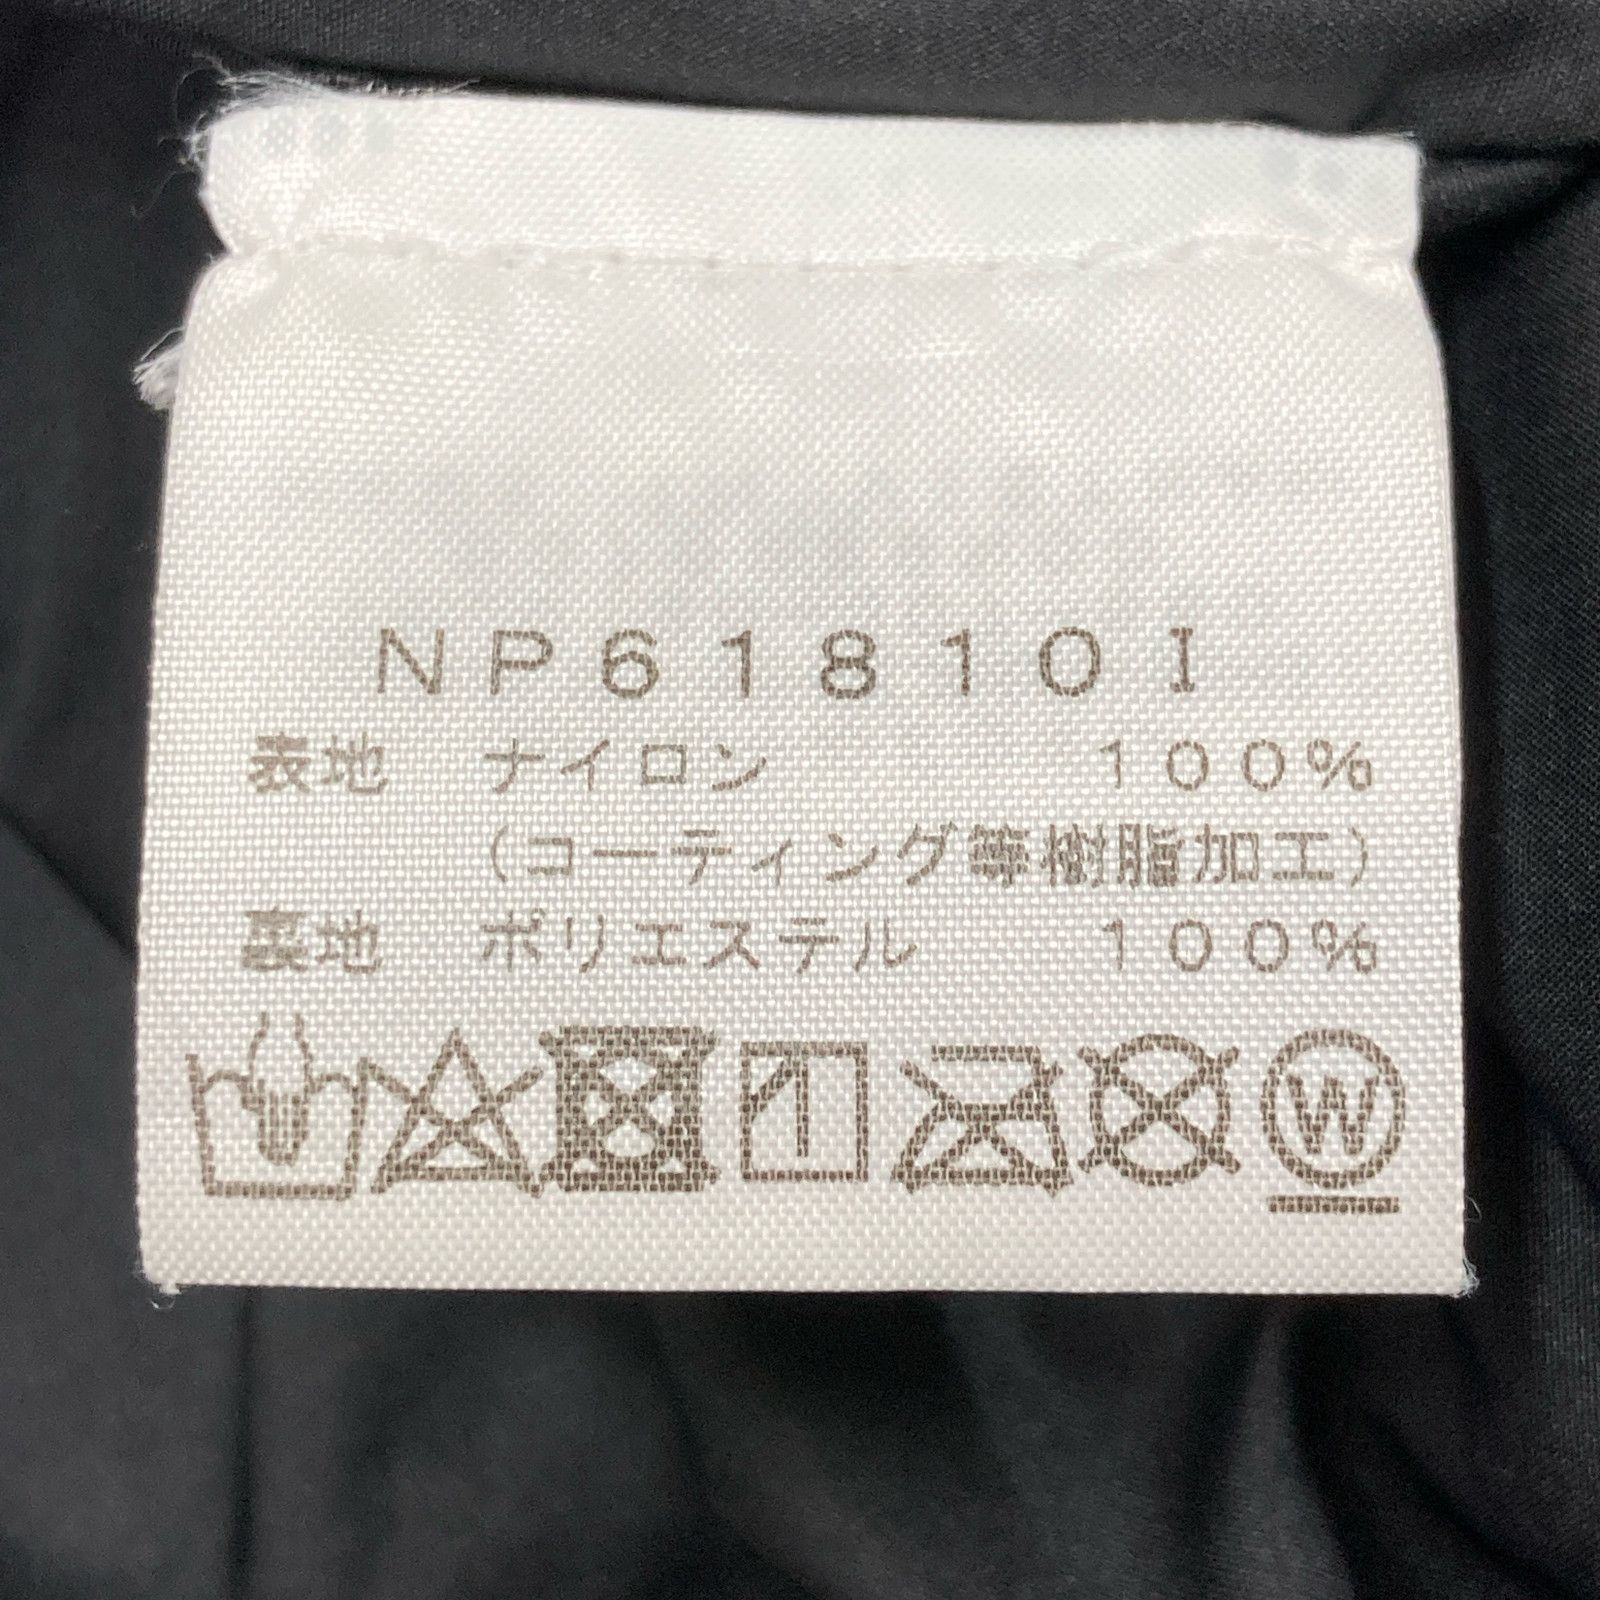 NP61810I
表地 ナイロン 100%
(コーティング等樹脂加工)
裏地 ポリエステル 100%
W